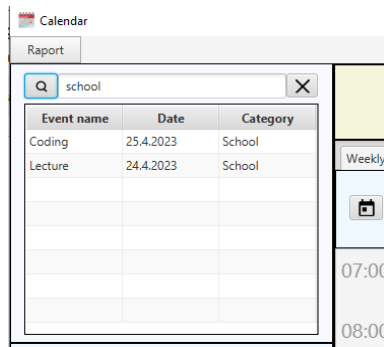 Calendar
Raport
school
Event name Date Category
Coding 25.4.2023 School
Lecture 24.4.2023 School
Weekly
07:00
08:00